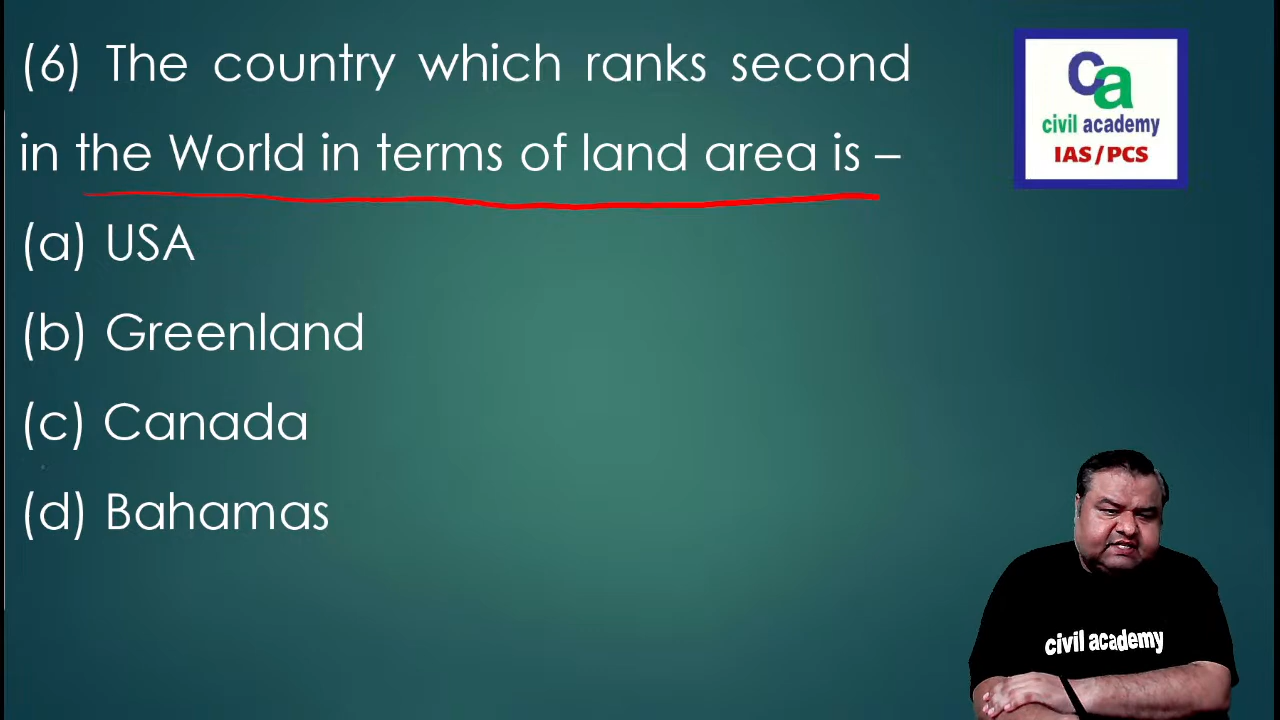 (6) The country which ranks second
in the World in terms of land area is –
(a) USA
(b) Greenland
(c) Canada
(d) Bahamas
ca
civil academy
IAS/PCS
civil academy